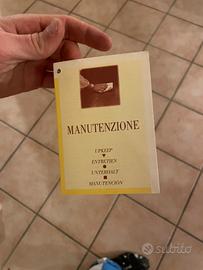 MANUTENZIONE
UPKEEP
ENTRETIEN
UNTERHALT
MANUTENCIÓN
subito